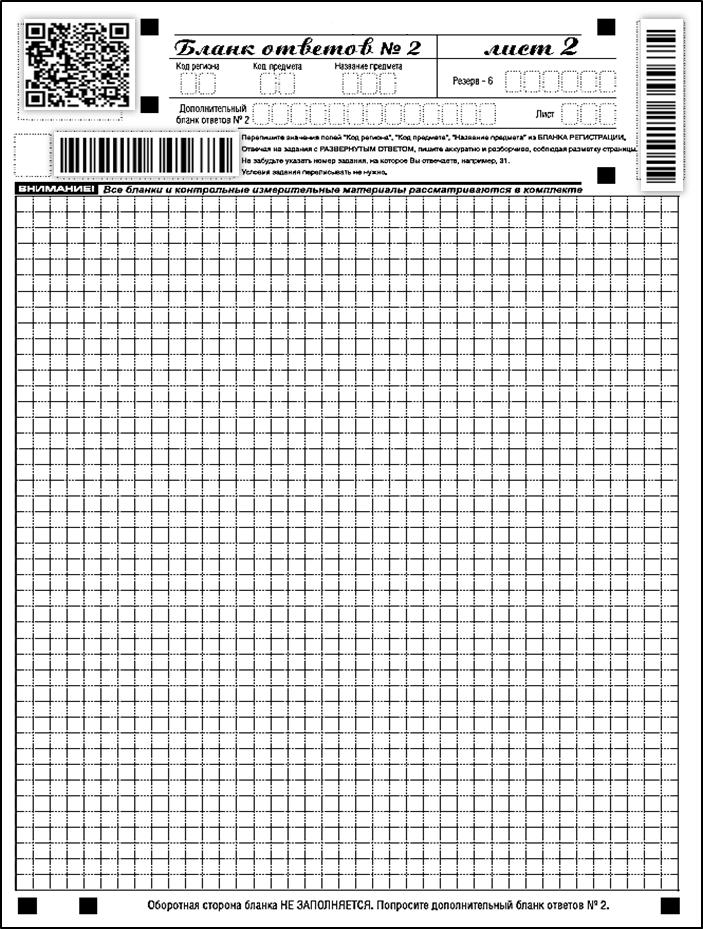 Бланк ответов № 2
лист 2
Код региона Код предмета Название предмета
Резерв - 6
Дополнительный
бланк ответов № 2
Лист
Перепишите значения полей "Код региона", "Код предмета", "Название предмета" из БЛАНКА РЕГИСТРАЦИИ.
Отвечая на задания с РАЗВЕРНУТЫМ ОТВЕТОМ, пишите аккуратно и разборчиво, соблюдая разметку страницы.
Не забудьте указать номер задания, на которое Вы отвечаете, например, 31.
Условия задания переписывать не нужно.
ВНИМАНИЕ! Все бланки и контрольные измерительные материалы рассматриваются в комплекте
Оборотная сторона бланка НЕ ЗАПОЛНЯЕТСЯ. Попросите дополнительный бланк ответов № 2.